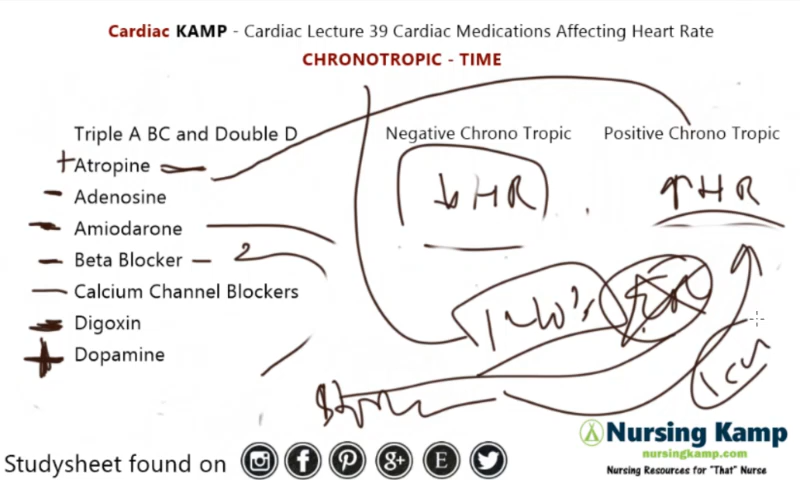 Cardiac KAMP - Cardiac Lecture 39 Cardiac Medications Affecting Heart Rate
CHRONOTROPIC - TIME
Triple A BC and Double D
Negative Chrono Tropic
Positive Chrono Tropic
+Atropine
↓ HR
↑ HR
- Adenosine
- Amiodarone
- Beta Blocker - 2
- Calcium Channel Blockers
- Digoxin
+ Dopamine
ICU
Nursing Kamp
nursingkamp.com
Nursing Resources for "That" Nurse
Studysheet found on
g+ E